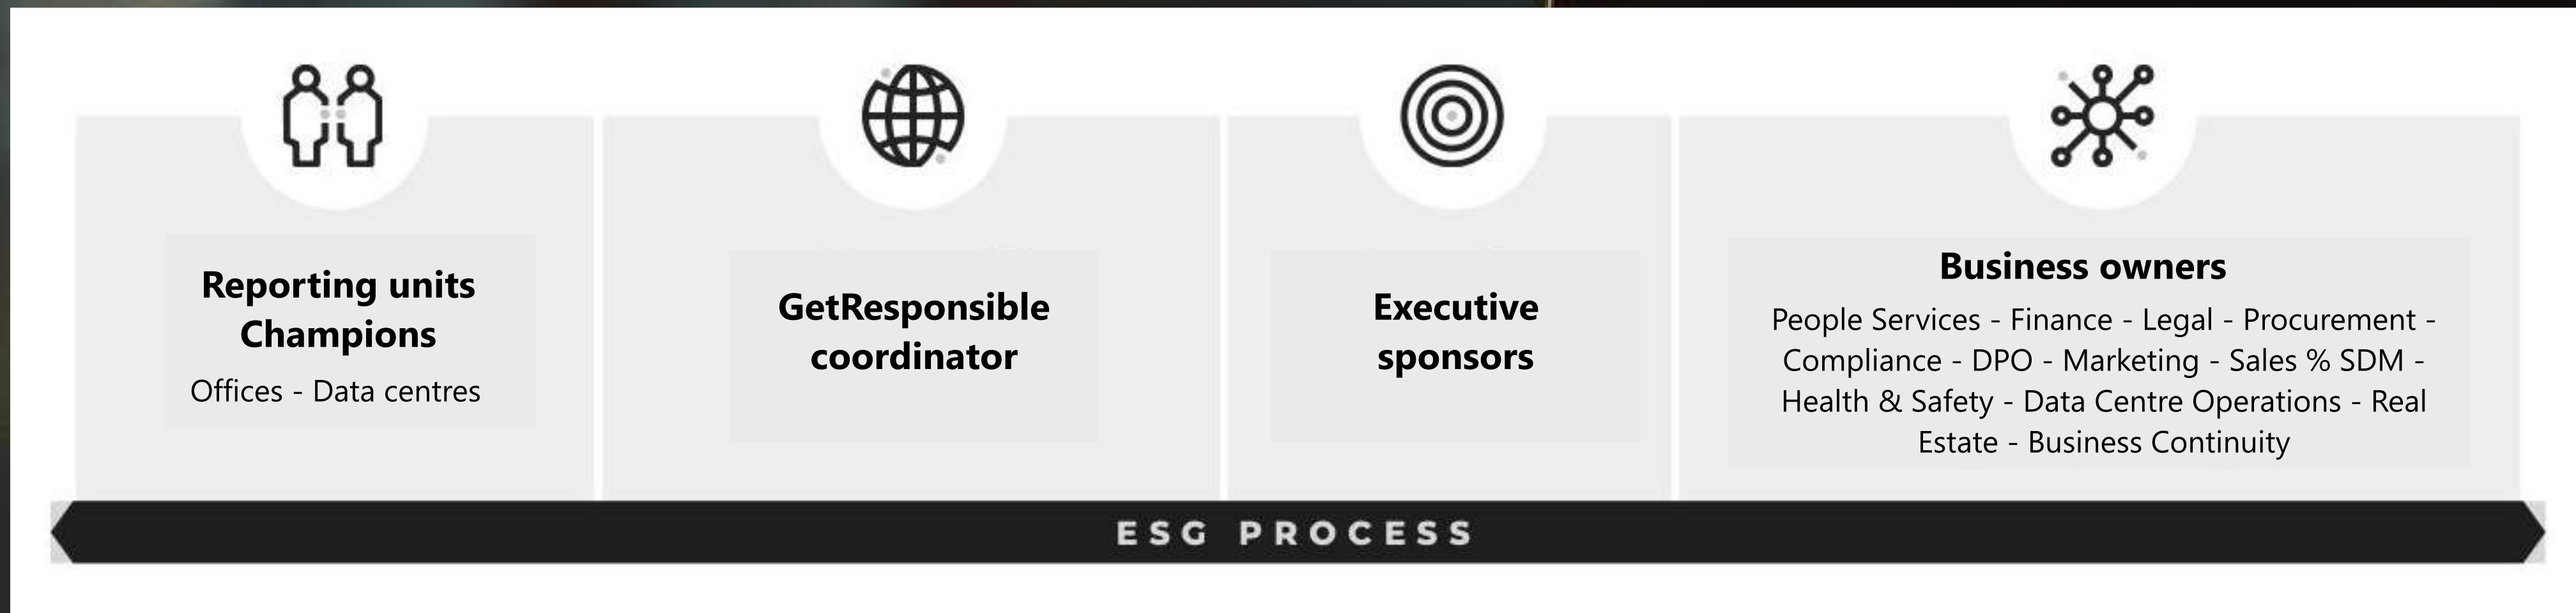 Reporting units
Champions
Offices - Data centres
GetResponsible
coordinator
Executive
sponsors
Business owners
People Services - Finance - Legal - Procurement -
Compliance - DPO - Marketing - Sales % SDM -
Health & Safety - Data Centre Operations - Real
Estate - Business Continuity
ESG PROCESS